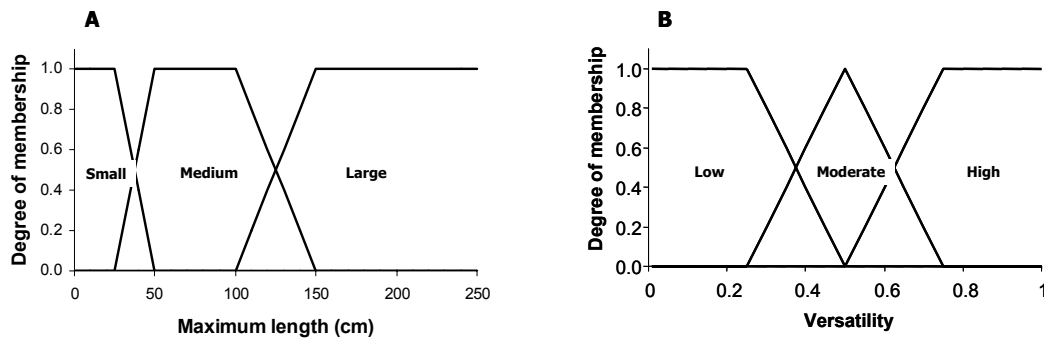 A
Degree of membership
1.0
0.8
0.6
0.4
0.2
0.0
Small
Medium
Large
0 50 100 150 200 250
Maximum length (cm)
B
Degree of membership
1.0
0.8
0.6
0.4
0.2
0.0
Low
Moderate
High
0 0.2 0.4 0.6 0.8 1
Versatility